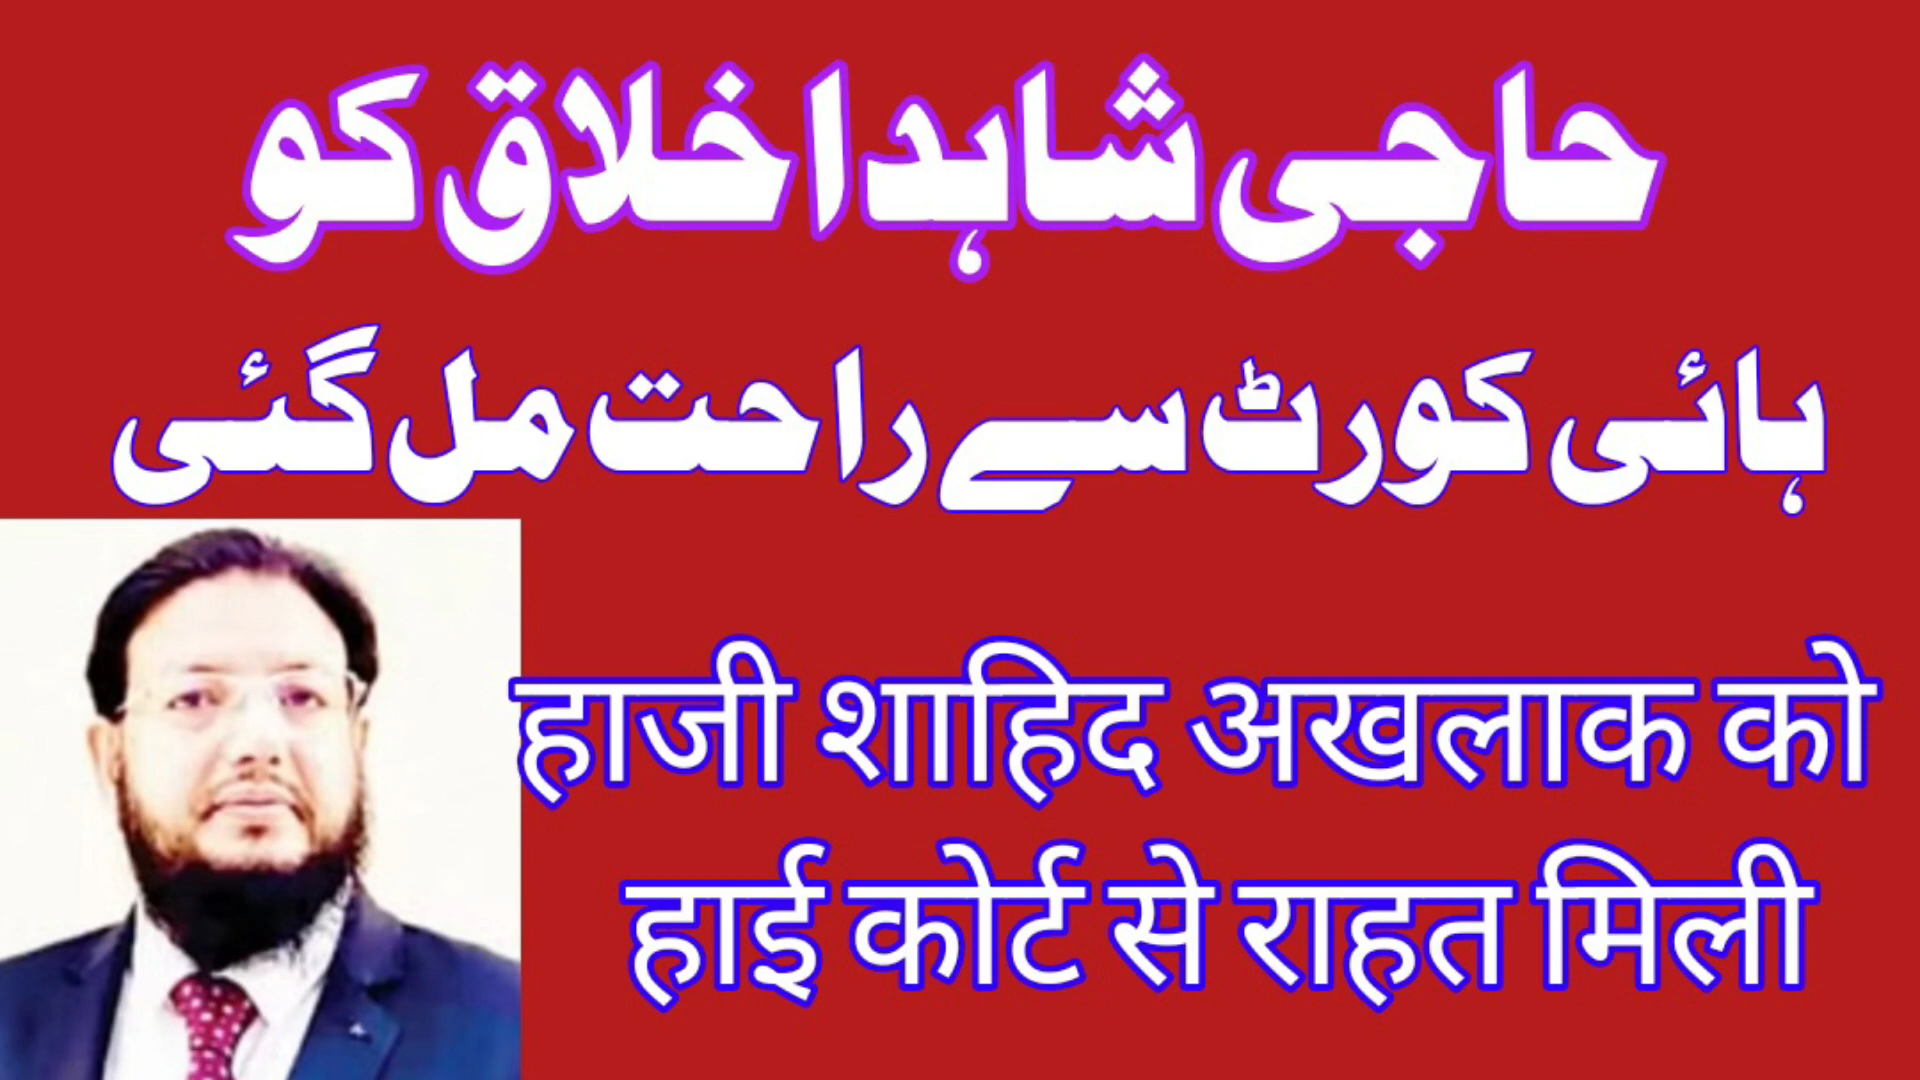 حاجی شاہد اخلاق کو
ہائی کورٹ سے راحت مل گئی
हाजी शाहिद अखलाक को
हाई कोर्ट से राहत मिली